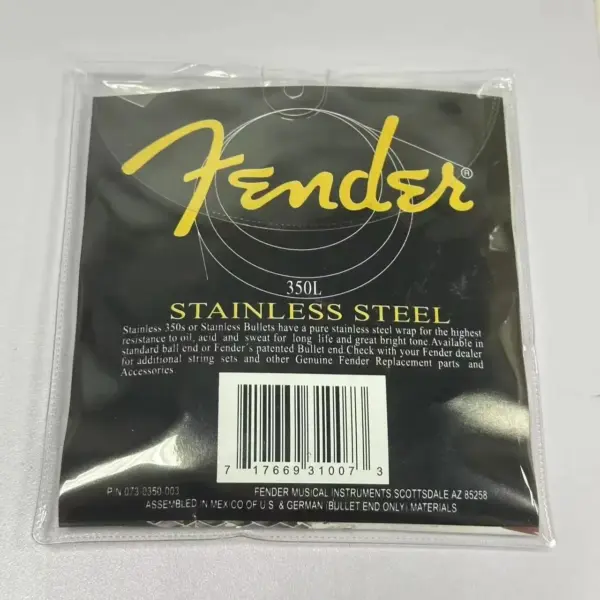 Fender®
350L
STAINLESS STEEL
Stainless 350s or Stainless Bullets have a pure stainless steel wrap for the highest
resistance to oil, acid and sweat for long life and great bright tone Available in
standard ball end or Fender's patented Bullet end.Check with your Fender dealer
for additional string sets and other Genuine Fender Replacement parts and
Accessories.
7 17669 31007 3
P/N 073-0350-003
FENDER MUSICAL INSTRUMENTS SCOTTSDALE AZ 85258
ASSEMBLED IN MEXICO OF U.S & GERMAN (BULLET END ONLY) MATERIALS